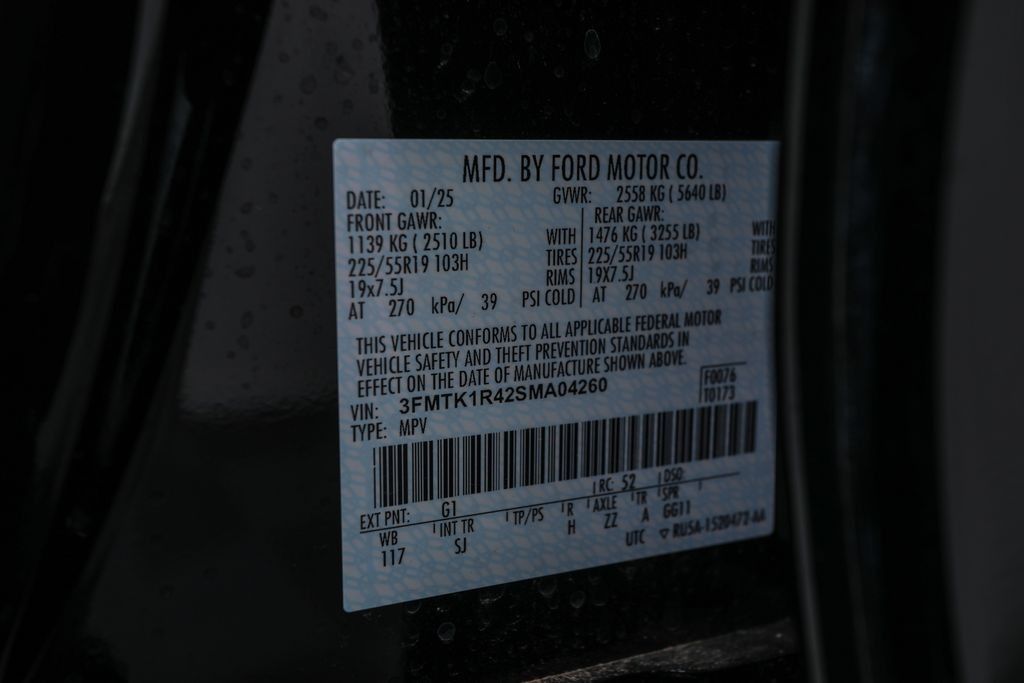 MFD. BY FORD MOTOR CO.
DATE: 01/25 GVWR: 2558 KG ( 5640 LB)
FRONT GAWR: REAR GAWR:
1139 KG ( 2510 LB) WITH 1476 KG ( 3255 LB) WITH
225/55R19 103H TIRES 225/55R19 103H TIRES
19x7.5J RIMS 19x7.5J RIMS
AT 270 kPa/ 39 PSI COLD AT 270 kPa/ 39 PSI COLD
THIS VEHICLE CONFORMS TO ALL APPLICABLE FEDERAL MOTOR
VEHICLE SAFETY AND THEFT PREVENTION STANDARDS IN
EFFECT ON THE DATE OF MANUFACTURE SHOWN ABOVE.
VIN: 3FMTK1R42SMA04260 F0076
TYPE: MPV T0173
EXT PNT: G1 RC: 52 DSO:
WB INT TR TP/PS R AXLE TR SPR
117 SJ H ZZ A GG11
UTC ▽ RU5A-1520472-AA